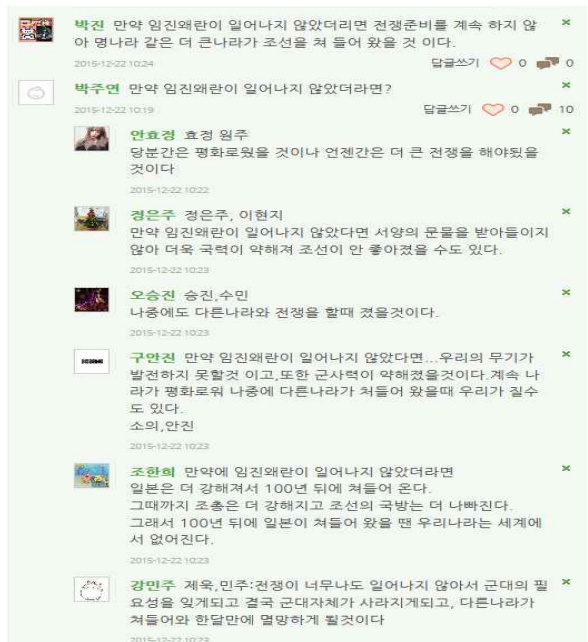 박진 만약 임진왜란이 일어나지 않았더리면 전쟁준비를 계속 하지 않
아 명나라 같은 더 큰나라가 조선을 쳐 들어 왔을 것 이다.
2015-12-22 10:24 답글쓰기 0 0
박주연 만약 임진왜란이 일어나지 않았더라면?
2015-12-22 10:19 답글쓰기 0 10
안효정 효정 원주
당분간은 평화로웠을 것이나 언젠간은 더 큰 전쟁을 해야됬을
것이다
2015-12-22 10:22
정은주 정은주, 이현지
만약 임진왜란이 일어나지 않았다면 서양의 문물을 받아들이지
않아 더욱 국력이 약해져 조선이 안 좋아졌을 수도 있다.
2015-12-22 10:23
오승진 승진,수민
나중에도 다른나라와 전쟁을 할때 졌을것이다.
2015-12-22 10:23
구안진 만약 임진왜란이 일어나지 않았다면...우리의 무기가
발전하지 못할것 이고,또한 군사력이 약해졌을것이다.계속 나
라가 평화로워 나중에 다른나라가 쳐들어 왔을때 우리가 질수
도 있다.
소의,안진
2015-12-22 10:23
조한희 만약에 임진왜란이 일어나지 않았더라면
일본은 더 강해져서 100년 뒤에 쳐들어 온다.
그때까지 조총은 더 강해지고 조선의 국방는 더 나빠진다.
그래서 100년 뒤에 일본이 쳐들어 왔을 땐 우리나라는 세계에
서 없어진다.
2015-12-22 10:23
강민주 제욱,민주:전쟁이 너무나도 일어나지 않아서 군대의 필
요성을 잊게되고 결국 군대자체가 사라지게되고, 다른나라가
쳐들어와 한달만에 멸망하게 될것이다
2015-12-22 10:23